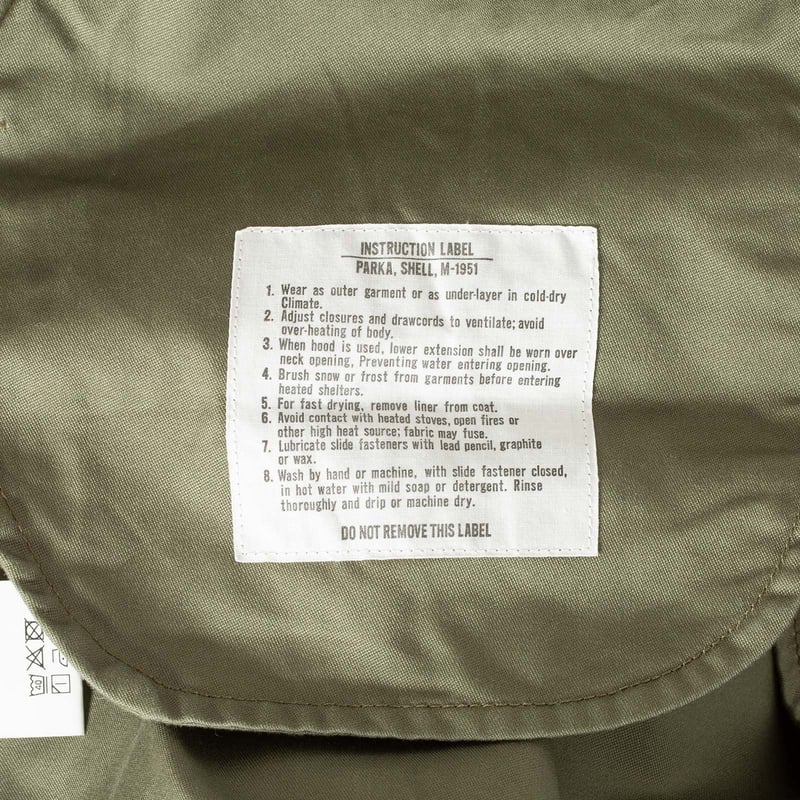 INSTRUCTION LABEL
PARKA, SHELL, M-1951
1. Wear as outer garment or as under-layer in cold-dry
Climate.
2. Adjust closures and drawcords to ventilate; avoid
over-heating of body.
3. When hood is used, lower extension shall be worn over
neck opening, Preventing water entering opening.
4. Brush snow or frost from garments before entering
heated shelters.
5. For fast drying, remove liner from coat.
6. Avoid contact with heated stoves, open fires or
other high heat source; fabric may fuse.
7. Lubricate slide fasteners with lead pencil, graphite
or wax.
8. Wash by hand or machine, with slide fastener closed,
in hot water with mild soap or detergent. Rinse
thoroughly and drip or machine dry.
DO NOT REMOVE THIS LABEL
40